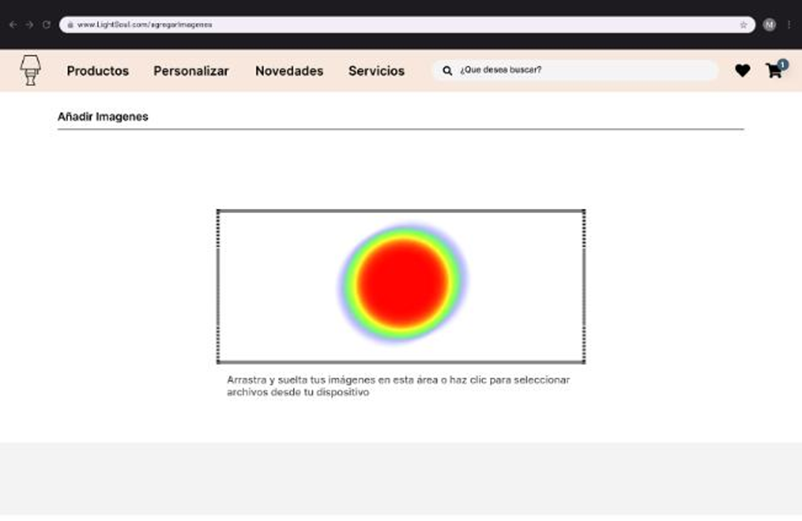 www.LightSoul.com/agregarimagenes
M
Productos Personalizar Novedades Servicios ¿Que desea buscar? 1
Añadir Imagenes
Arrastra y suelta tus imágenes en esta área o haz clic para seleccionar
archivos desde tu dispositivo